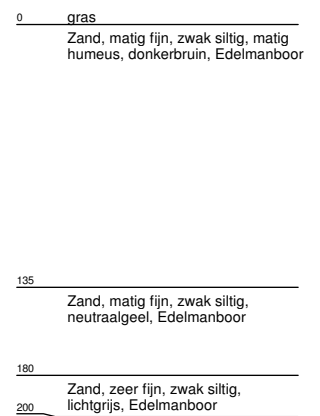 0 gras
Zand, matig fijn, zwak siltig, matig
humeus, donkerbruin, Edelmanboor
135
Zand, matig fijn, zwak siltig,
neutraalgeel, Edelmanboor
180
Zand, zeer fijn, zwak siltig,
lichtgrijs, Edelmanboor
200